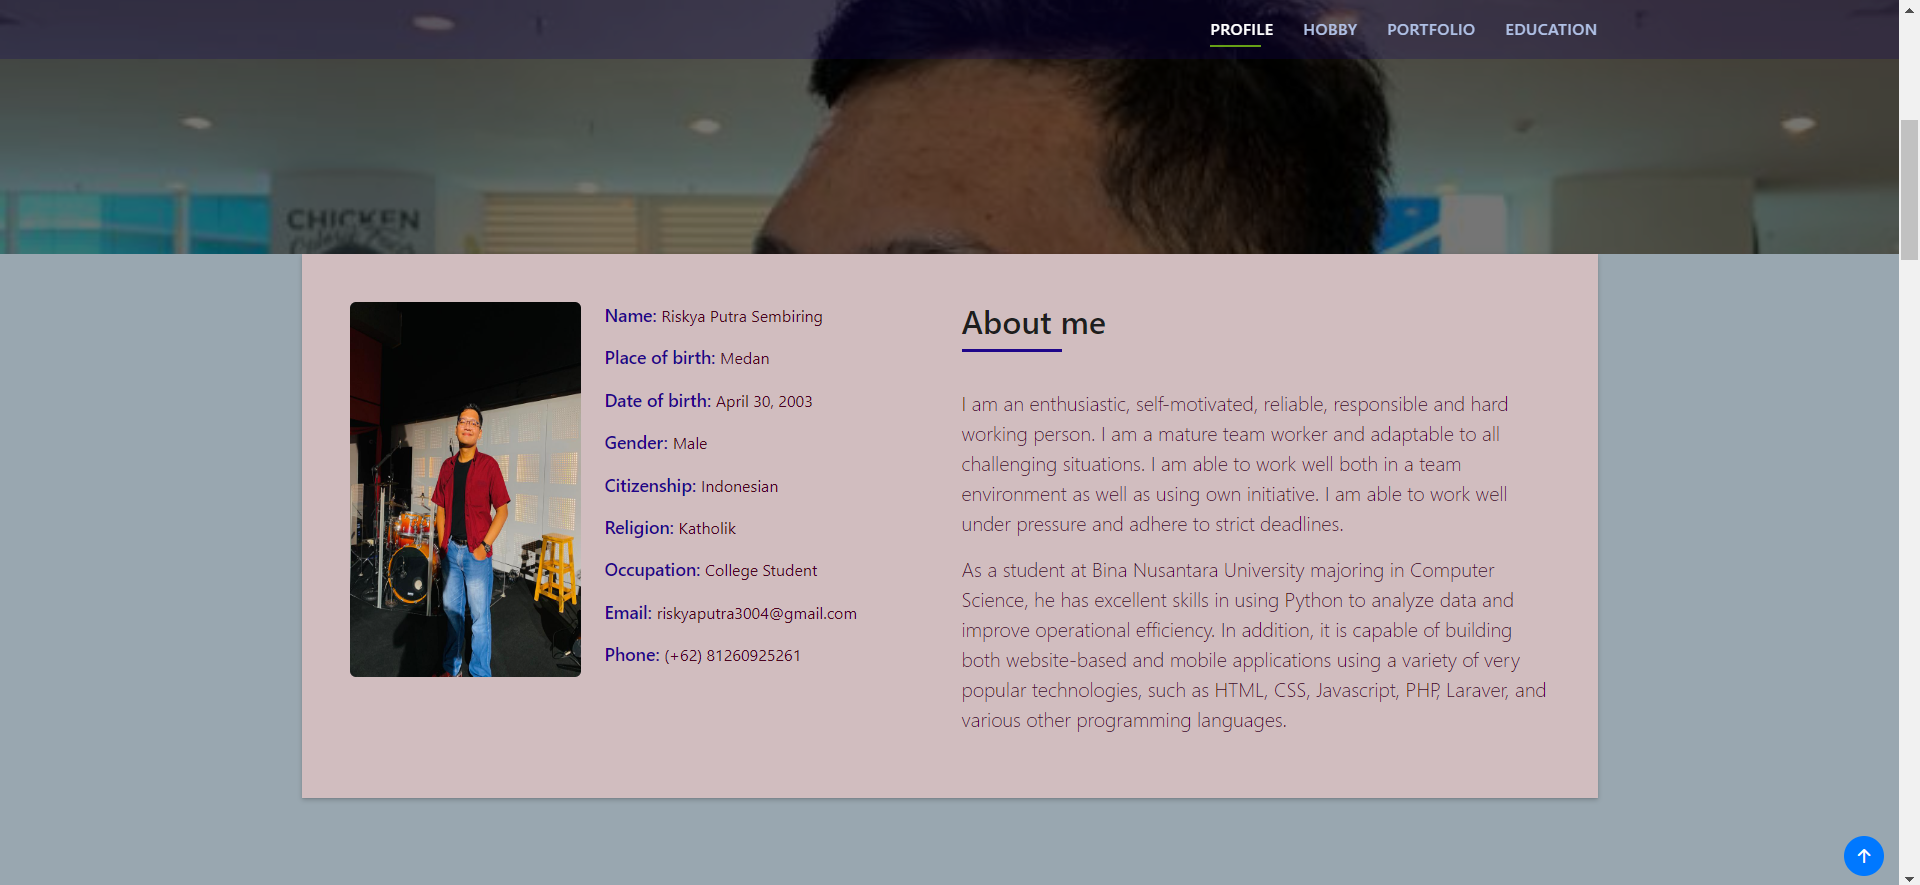 PROFILE HOBBY PORTFOLIO EDUCATION
CHICKEN
Name: Riskya Putra Sembiring
Place of birth: Medan
Date of birth: April 30, 2003
Gender: Male
Citizenship: Indonesian
Religion: Katholik
Occupation: College Student
Email: riskyaputra3004@gmail.com
Phone: (+62) 81260925261
About me
I am an enthusiastic, self-motivated, reliable, responsible and hard
working person. I am a mature team worker and adaptable to all
challenging situations. I am able to work well both in a team
environment as well as using own initiative. I am able to work well
under pressure and adhere to strict deadlines.
As a student at Bina Nusantara University majoring in Computer
Science, he has excellent skills in using Python to analyze data and
improve operational efficiency. In addition, it is capable of building
both website-based and mobile applications using a variety of very
popular technologies, such as HTML, CSS, Javascript, PHP, Laraver, and
various other programming languages.